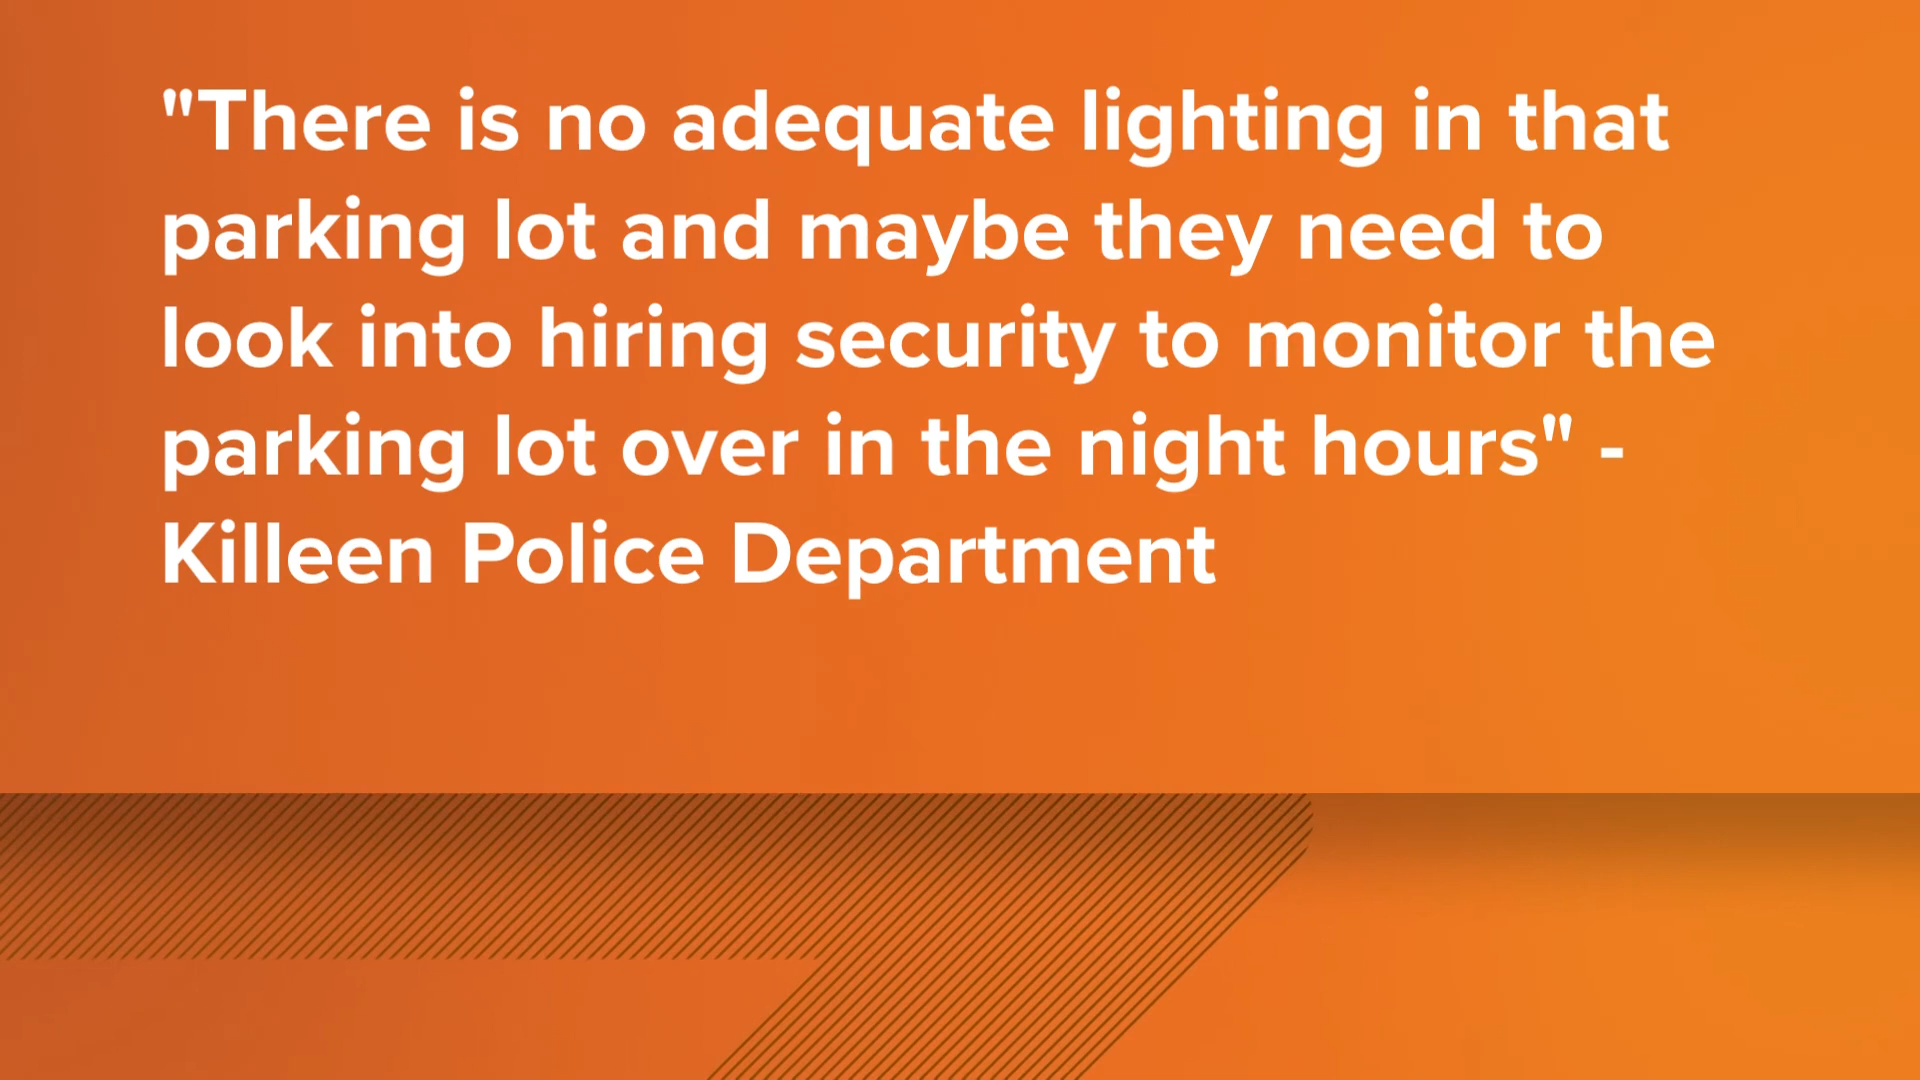 "There is no adequate lighting in that
parking lot and maybe they need to
look into hiring security to monitor the
parking lot over in the night hours" -
Killeen Police Department